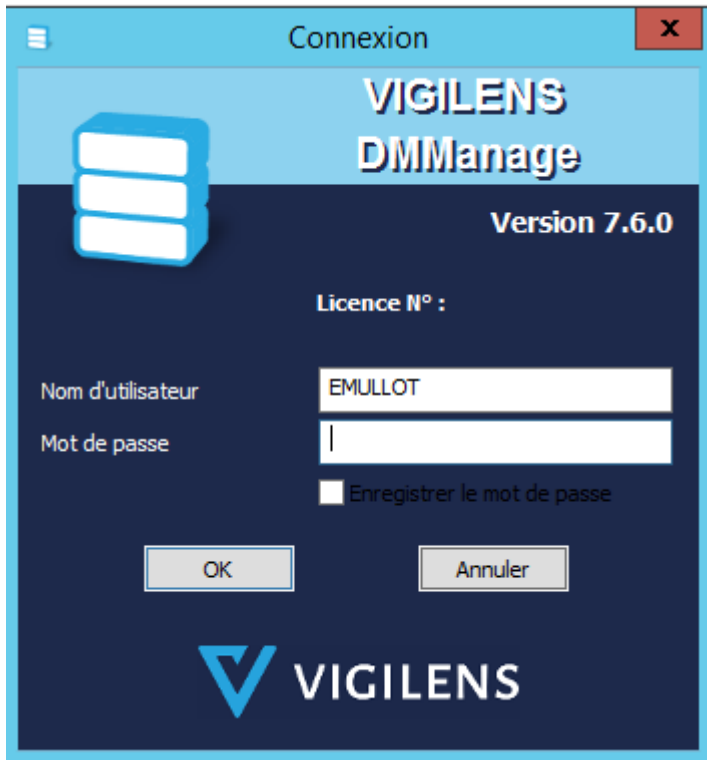 Connexion
x
VIGILENS
DMManage
Version 7.6.0
Licence N° :
Nom d'utilisateur
EMULLOT
Mot de passe
Enregistrer le mot de passe
OK
Annuler
VIGILENS